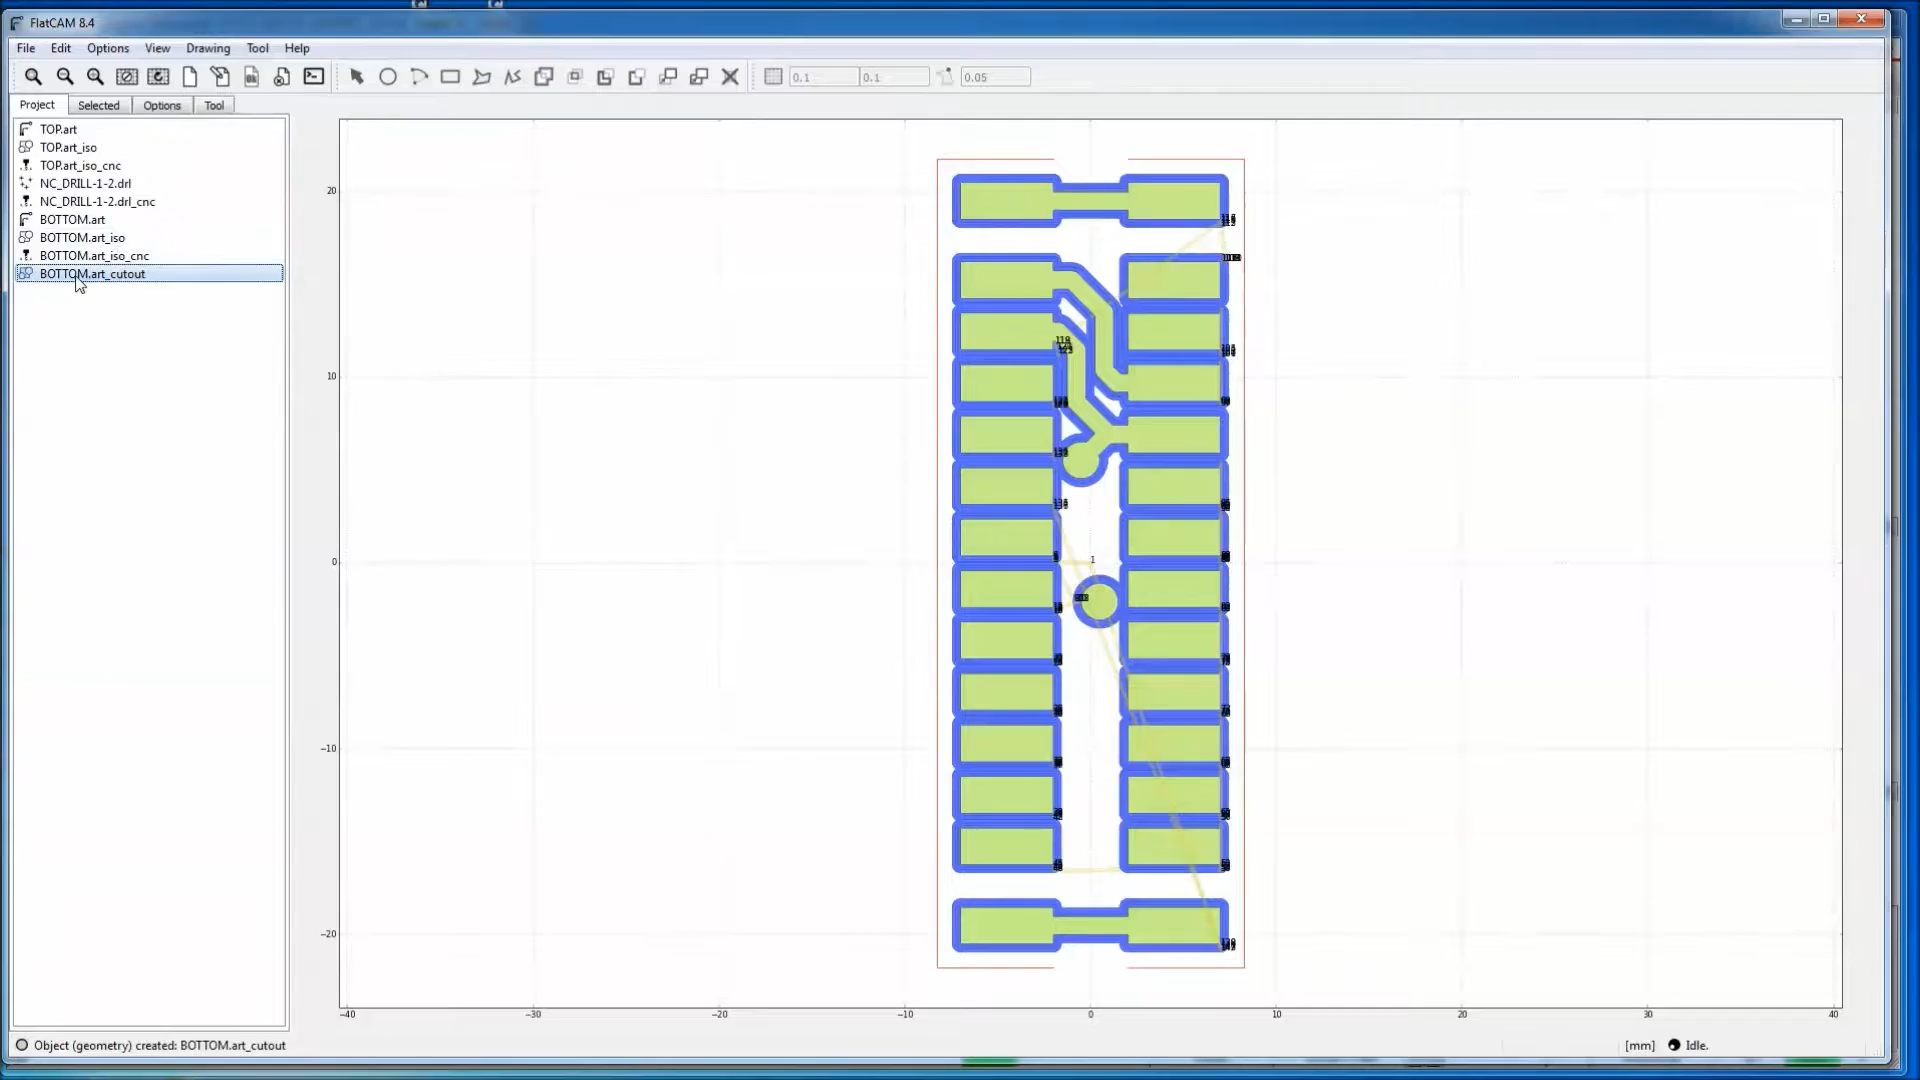 FlatCAM 8.4
File Edit Options View Drawing Tool Help
0.1 0.1 0.05
Project Selected Options Tool
TOP.art
TOP.art_iso
TOP.art_iso_cnc
NC_DRILL-1-2.drl
NC_DRILL-1-2.drl_cnc
BOTTOM.art
BOTTOM.art_iso
BOTTOM.art_iso_cnc
BOTTOM.art_cutout
20
10
0
−10
−20
1
−40 −30 −20 −10 0 10 20 30 40
Object (geometry) created: BOTTOM.art_cutout
[mm] Idle.